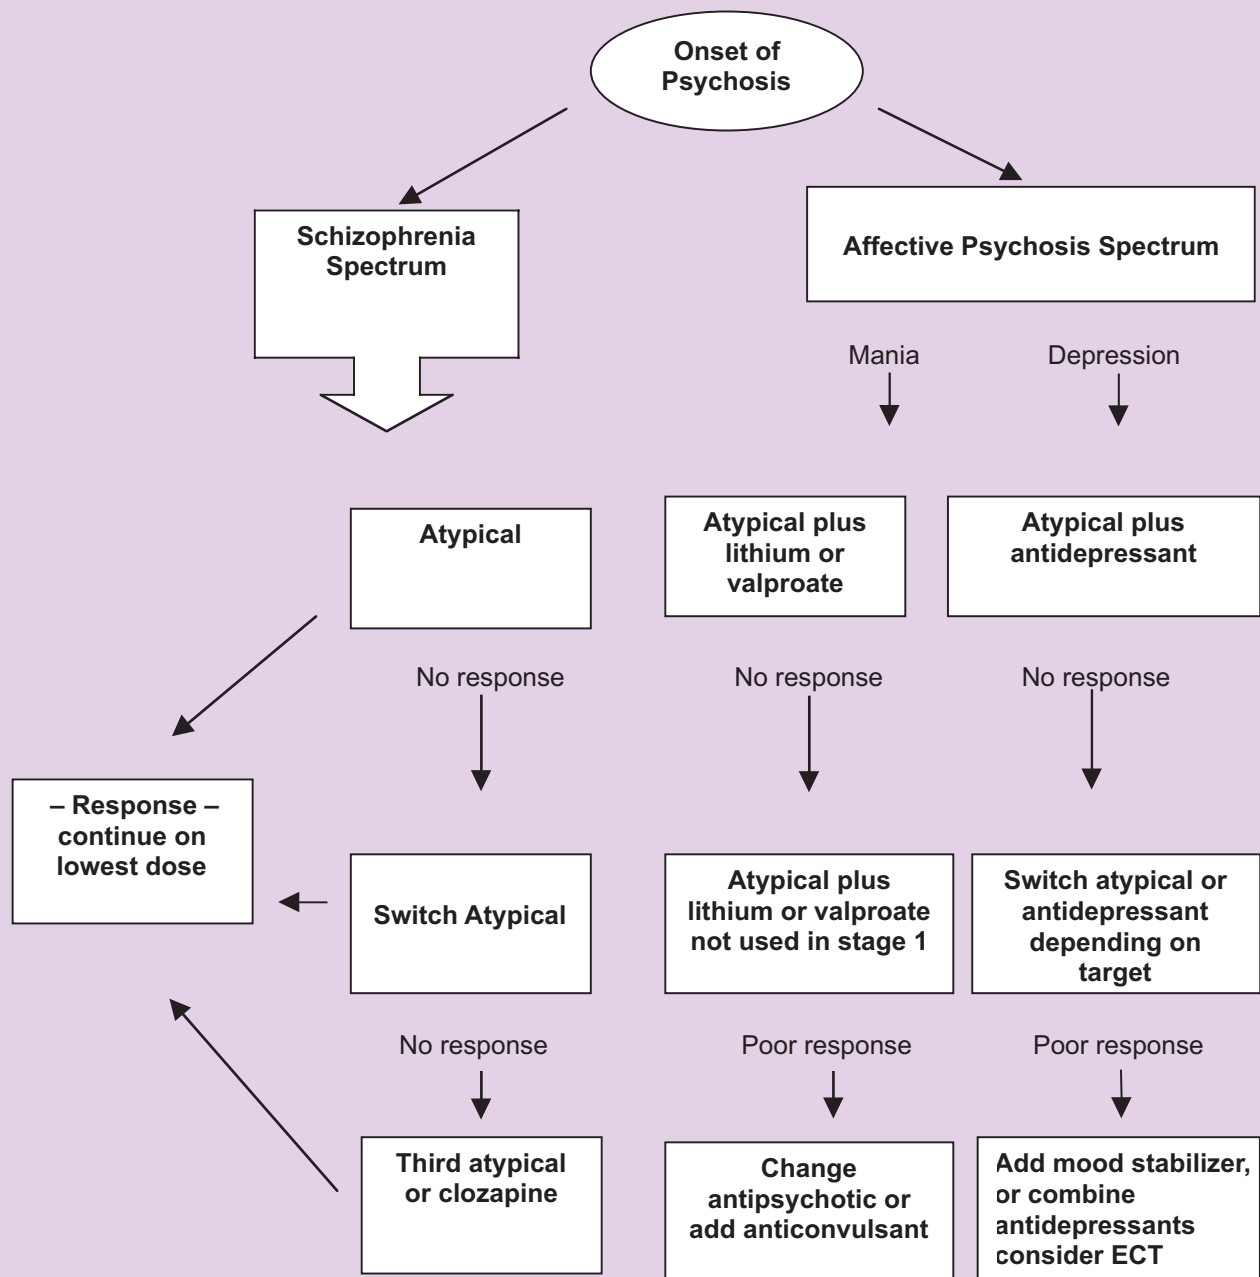 Onset of
Psychosis
Schizophrenia
Spectrum
Affective Psychosis Spectrum
Mania
Depression
Atypical
Atypical plus
lithium or
valproate
Atypical plus
antidepressant
No response
No response
No response
– Response –
continue on
lowest dose
Switch Atypical
Atypical plus
lithium or valproate
not used in stage 1
Switch atypical or
antidepressant
depending on
target
No response
Poor response
Poor response
Third atypical
or clozapine
Change
antipsychotic or
add anticonvulsant
Add mood stabilizer,
or combine
antidepressants
consider ECT